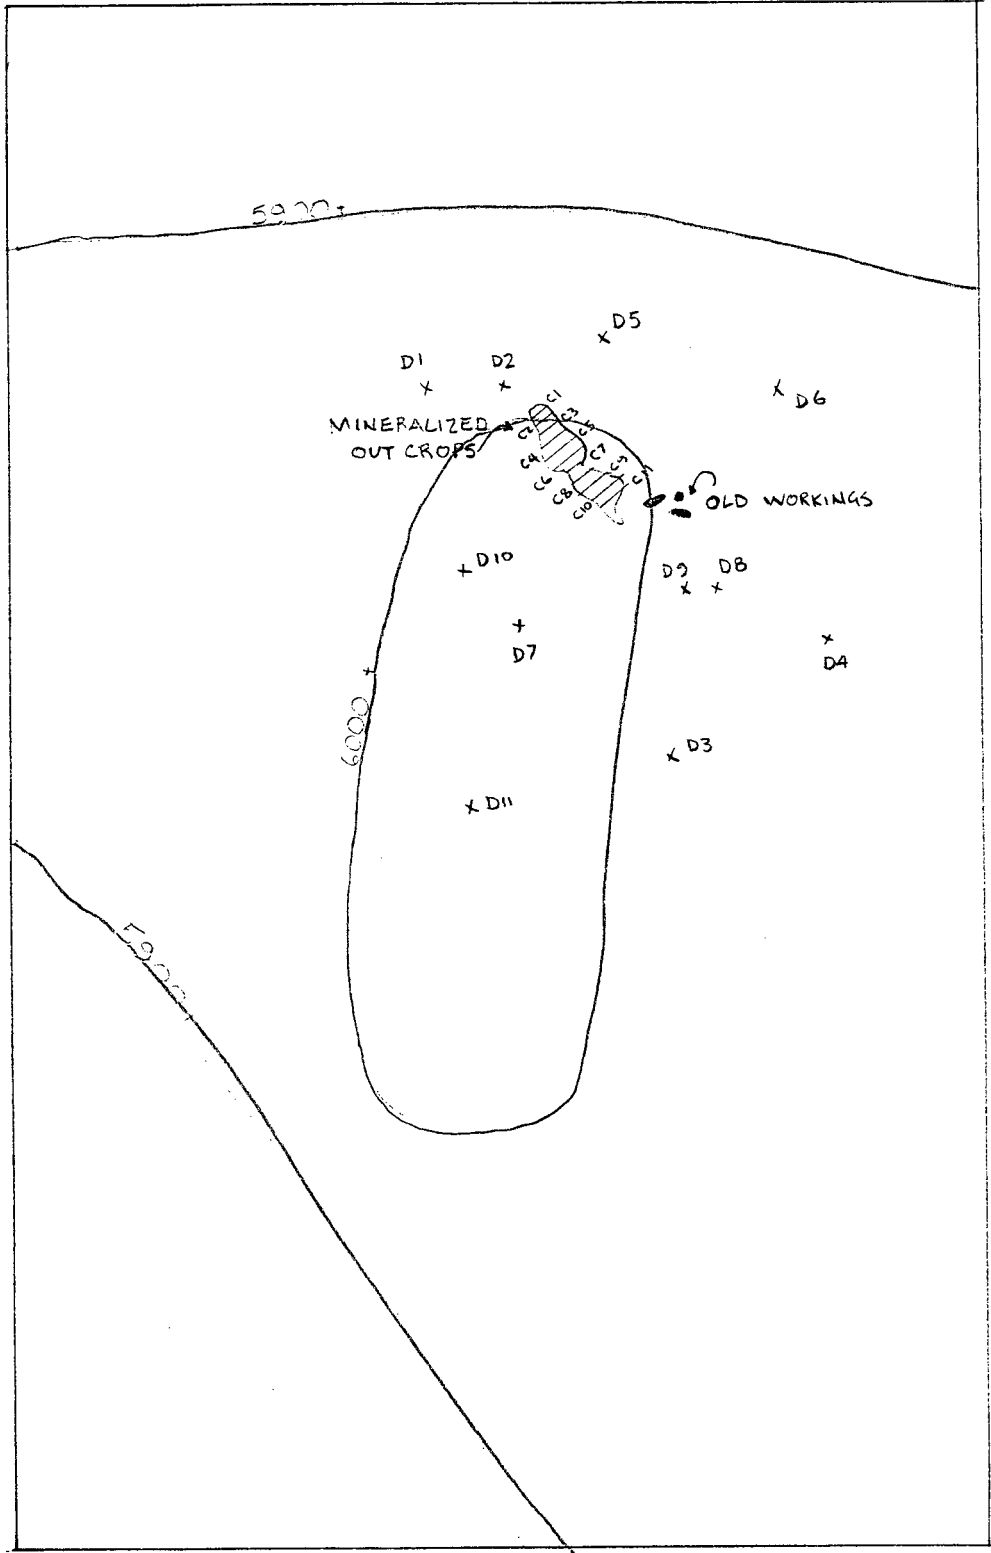 5900
D5
D1
D2
D6
C1
C3
MINERALIZED
C2
C5
OUT CROPS
C7
C4
C9
C6
C8
C10
OLD WORKINGS
D10
D9
D8
D7
D4
6000
D3
D11
5900